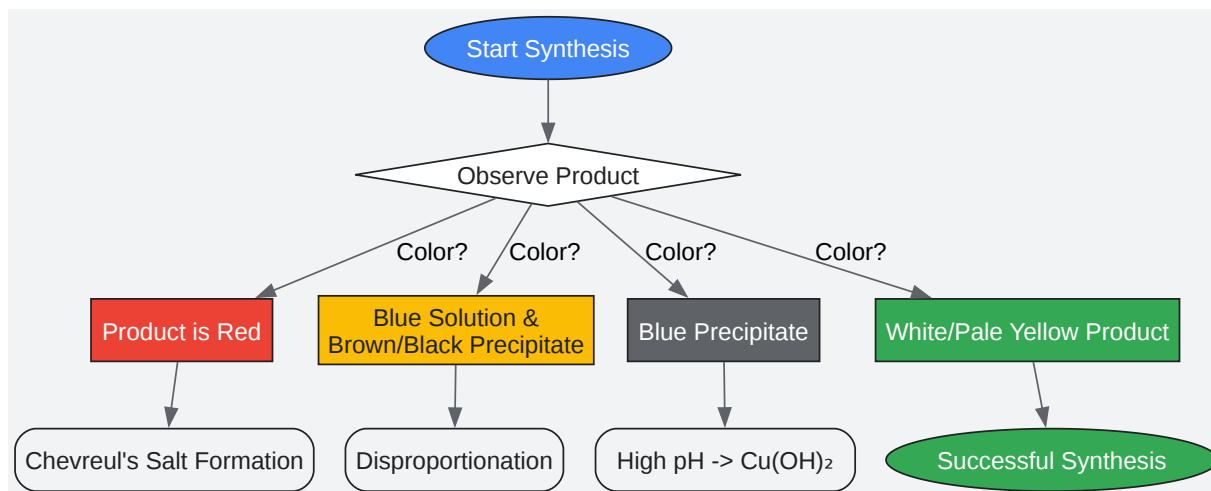 Start Synthesis
Observe Product
Color?
Color?
Color?
Color?
Product is Red
Blue Solution &
Brown/Black Precipitate
Blue Precipitate
White/Pale Yellow Product
Chevreul's Salt Formation
Disproportionation
High pH -> Cu(OH)₂
Successful Synthesis